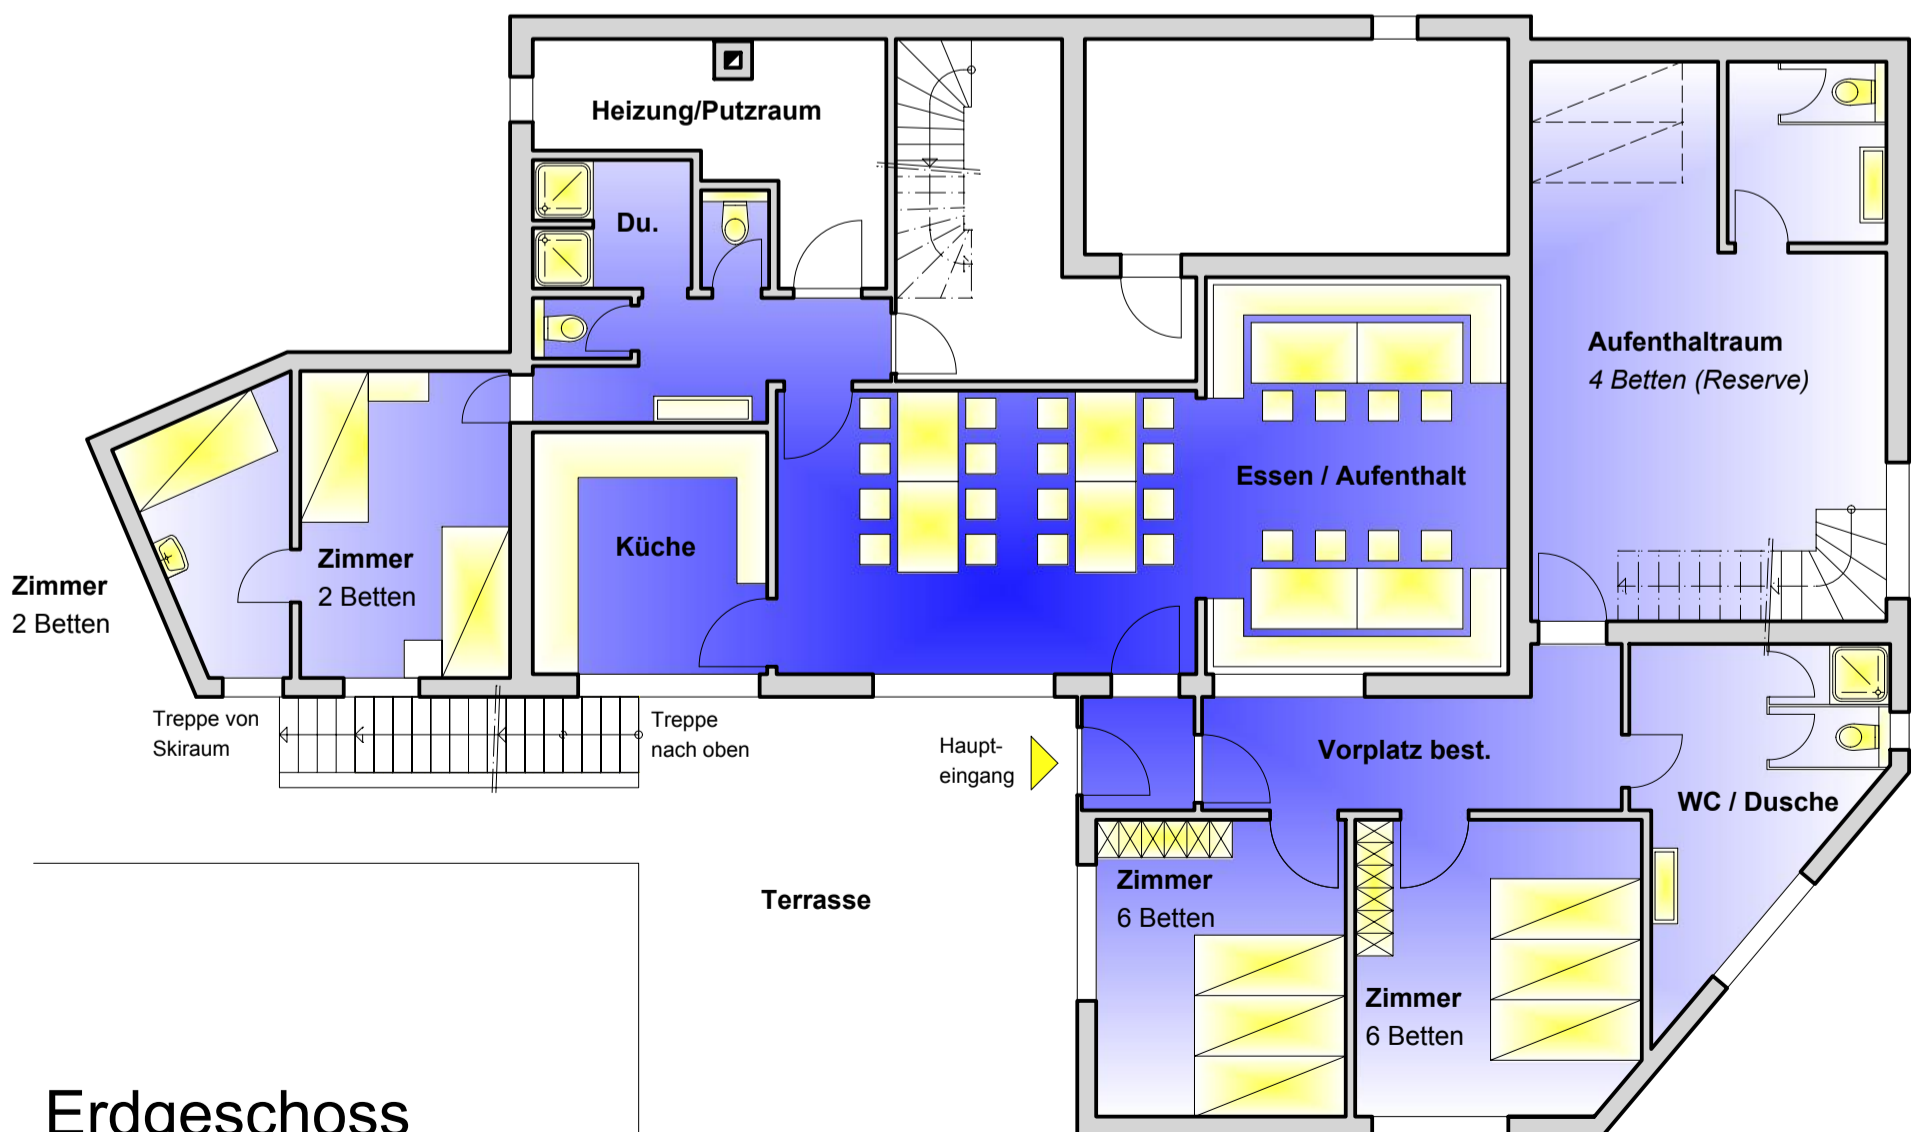 Heizung/Putzraum
Du.
Aufenthaltraum
4 Betten (Reserve)
Essen / Aufenthalt
Küche
Zimmer
2 Betten
Zimmer
2 Betten
Treppe von
Skiraum
Treppe
nach oben
Haupt-
eingang
Vorplatz best.
WC / Dusche
Terrasse
Zimmer
6 Betten
Zimmer
6 Betten
Erdgeschoss